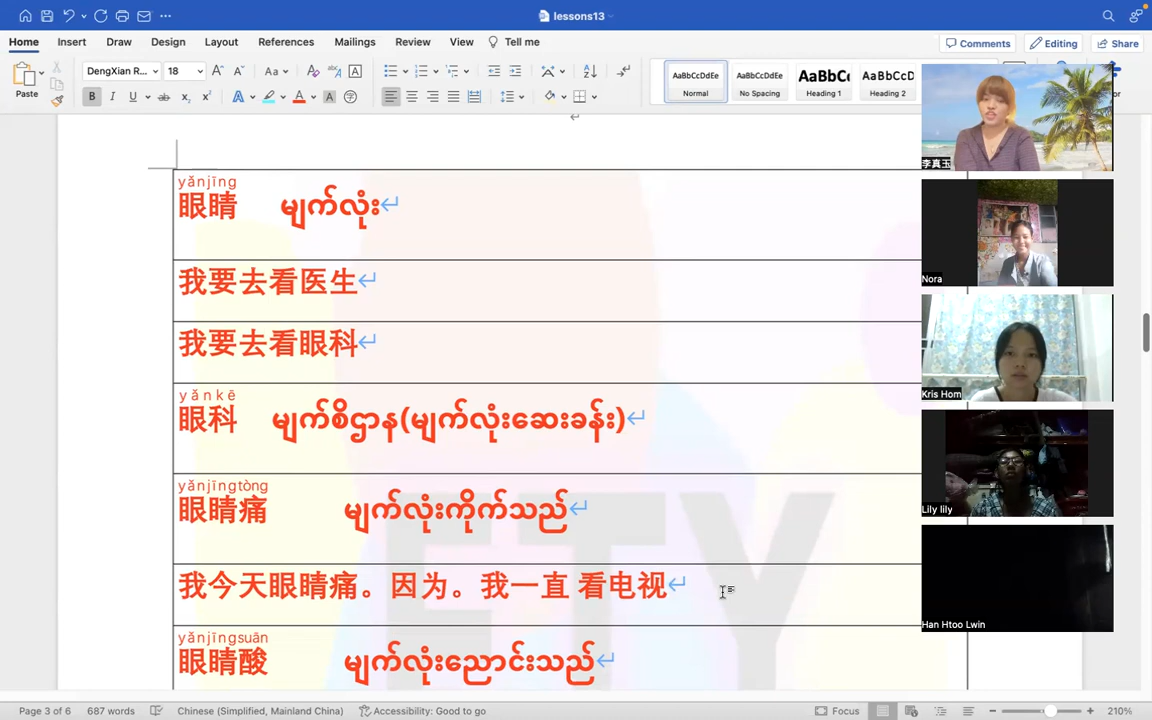 lessons13
Home Insert Draw Design Layout References Mailings Review View Tell me
Comments Editing Share
Paste
DengXian R... 18 Aa A
B I U ab x₂ x² A A A
AaBbCcDdEe AaBbCcDdEe AaBbC AaBbCcD
Normal No Spacing Heading 1 Heading 2
李真玉
yǎnjīng
眼睛 မျက်လုံး
Nora
我要去看医生
我要去看眼科
Kris Hom
yǎnkē
眼科 မျက်စိဌာန(မျက်လုံးဆေးခန်း)
yǎnjīngtòng
眼睛痛 မျက်လုံးကိုက်သည်
Lily lily
我今天眼睛痛。因为。我一直 看电视
Han Htoo Lwin
yǎnjīngsuān
眼睛酸 မျက်လုံးညောင်းသည်
ETY
Page 3 of 6 687 words Chinese (Simplified, Mainland China) Accessibility: Good to go Focus 210%